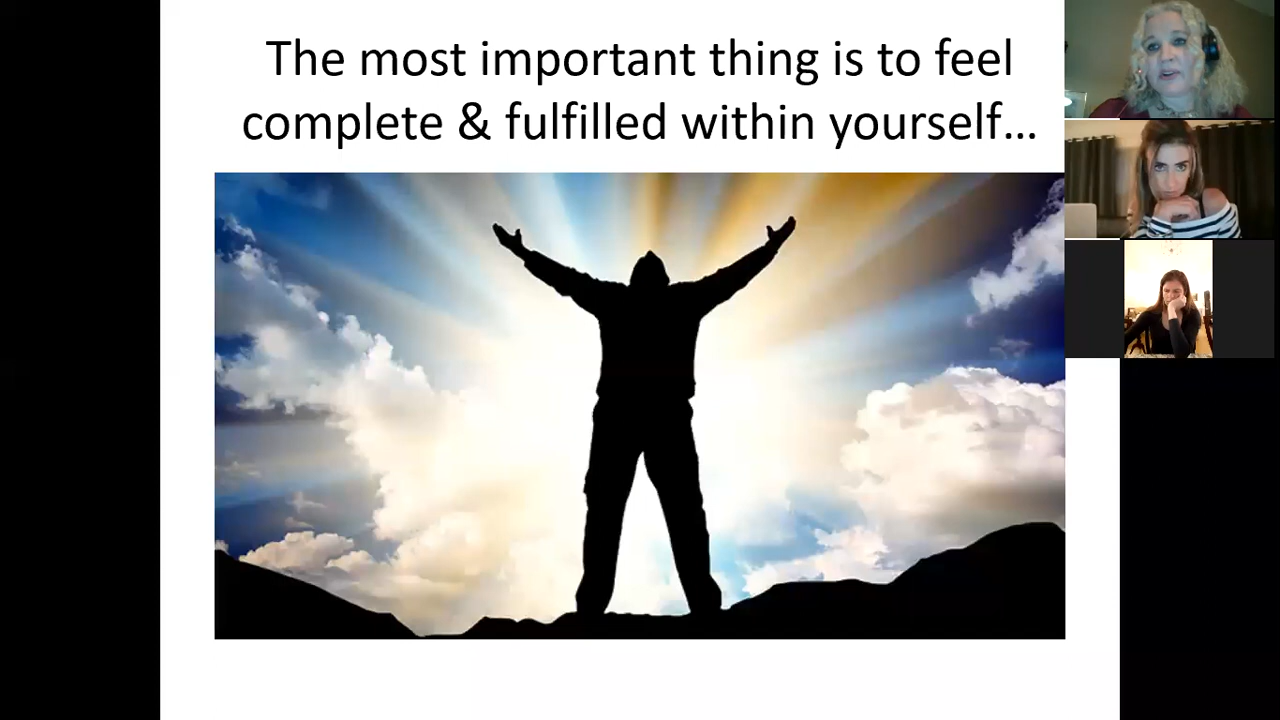 The most important thing is to feel
complete & fulfilled within yourself...